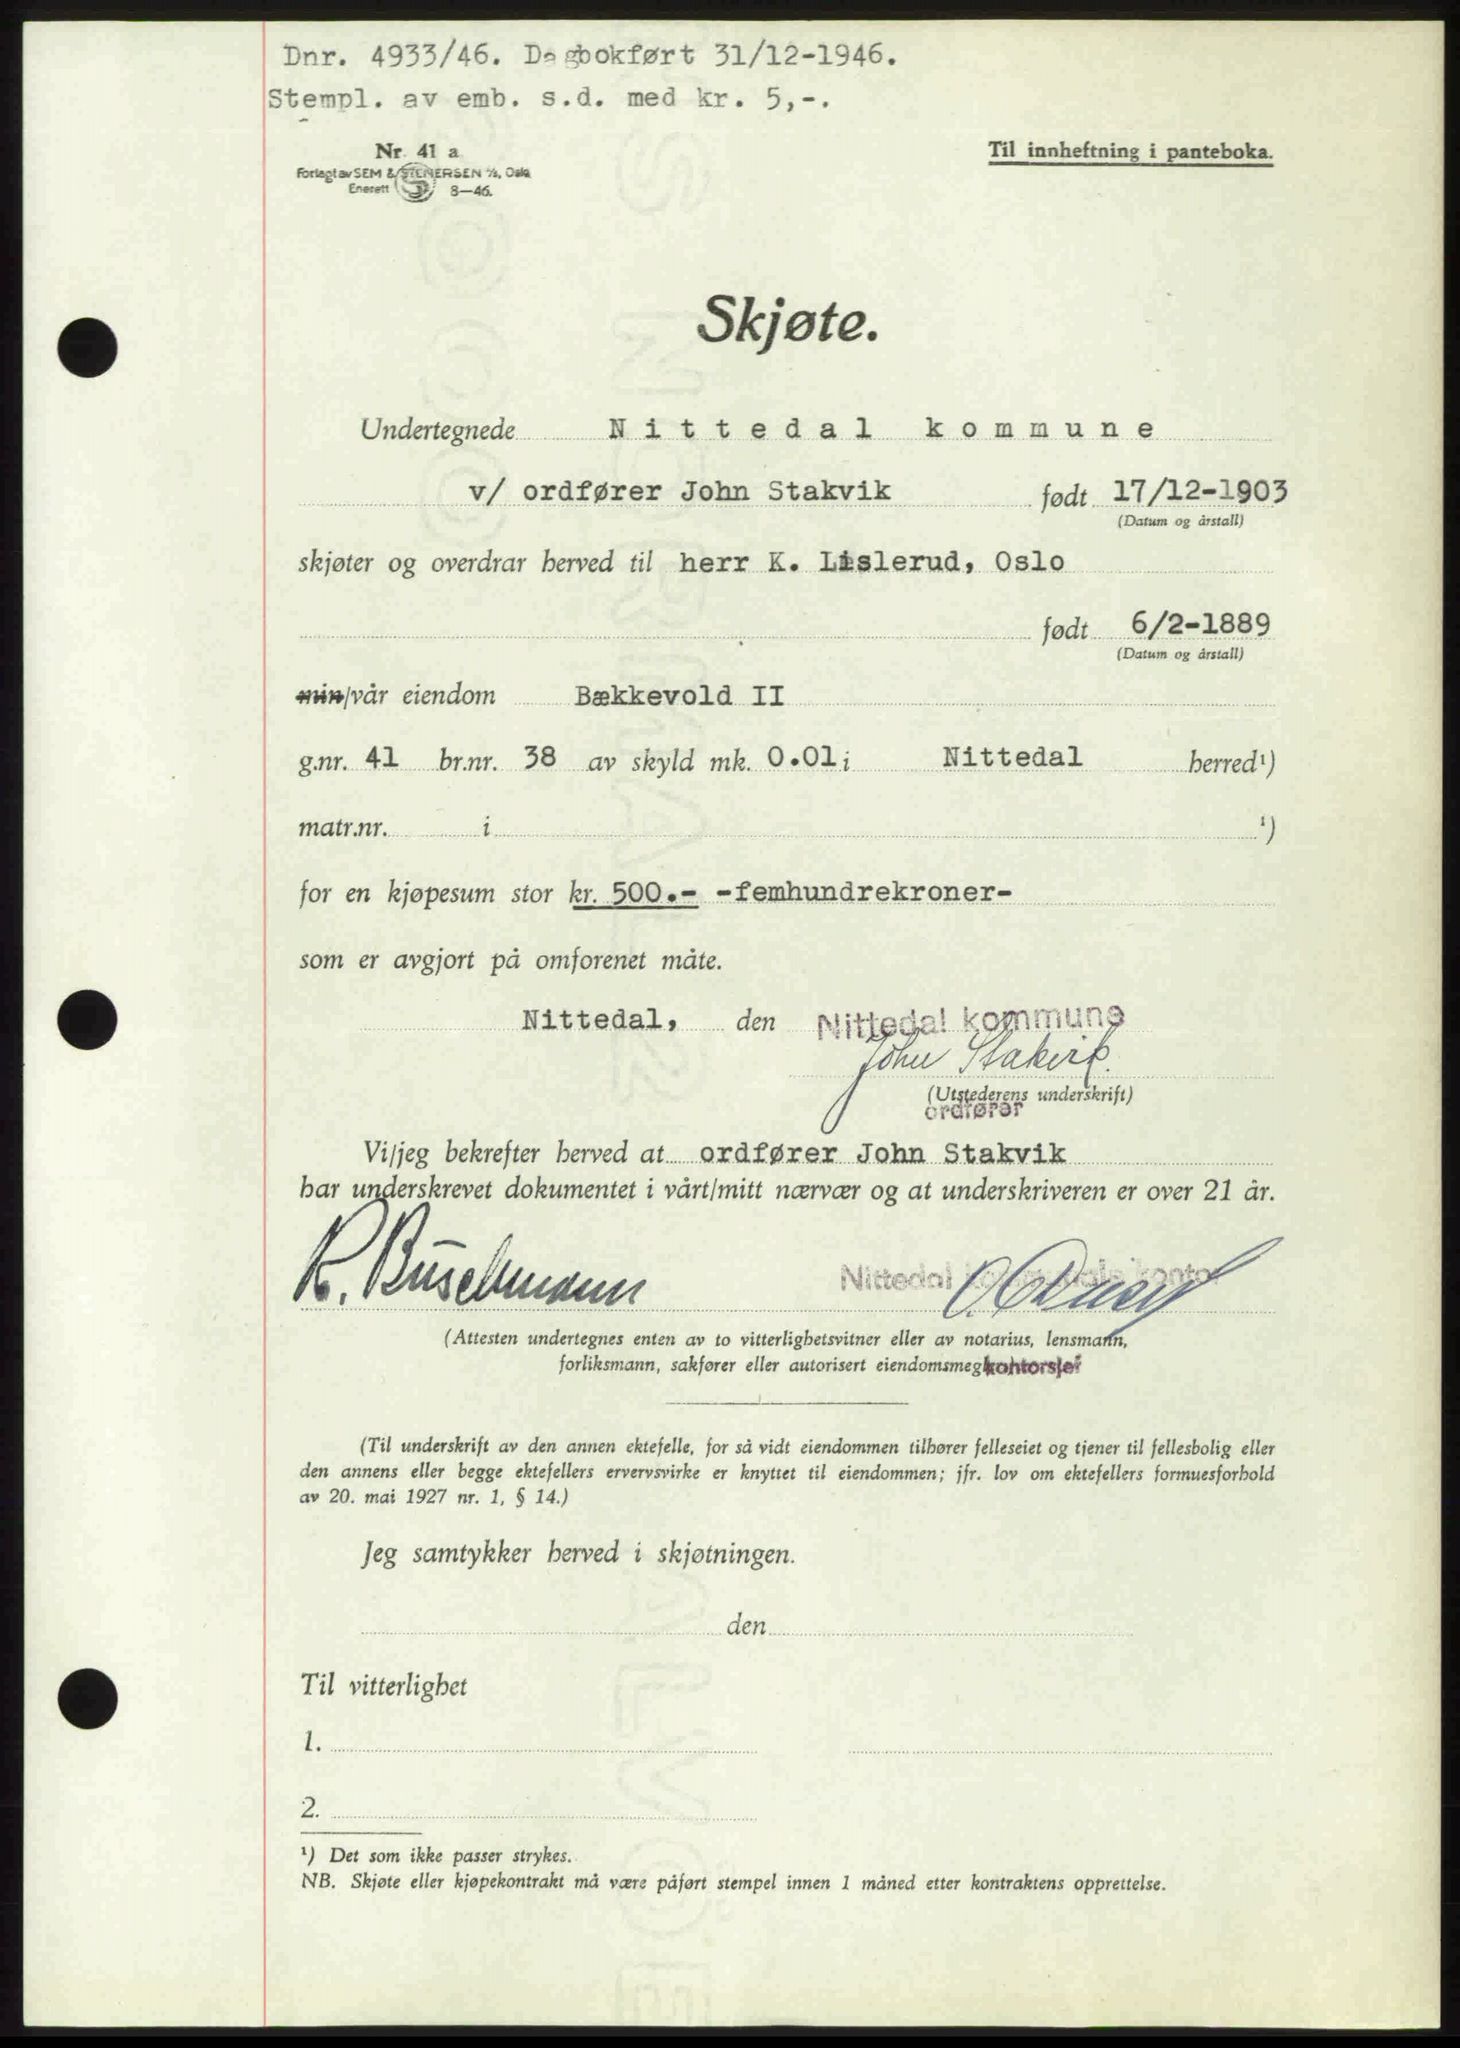 Dnr. 4933/46. Dagbokført 31/12-1946.
Stempl. av emb. s.d. med kr. 5,-.
Nr. 41 a
Forlagt av SEM & STENERSEN A/S, Oslo
Enerett 8—46.
Til innheftning i panteboka.
Skjøte.
Undertegnede Nittedal kommune
v/ ordfører John Stakvik født 17/12-1903
(Datum og årstall)
skjøter og overdrar herved til herr K. Lislerud, Oslo
født 6/2-1889
(Datum og årstall)
min/vår eiendom Bækkevold II
g.nr. 41 br.nr. 38 av skyld mk. 0.01 i Nittedal herred¹)
matr.nr. i ¹)
for en kjøpesum stor kr. 500.- -femhundrekroner-
som er avgjort på omforenet måte.
Nittedal, den Nittedal kommune
John Stakvik.
(Utstederens underskrift)
ordfører
Vi/jeg bekrefter herved at ordfører John Stakvik
har underskrevet dokumentet i vårt/mitt nærvær og at underskriveren er over 21 år.
R. Buschmann Nittedal kommunale kontor
(Attesten undertegnes enten av to vitterlighetsvitner eller av notarius, lensmann,
forliksmann, sakfører eller autorisert eiendomsmegler.) kontorsjef
(Til underskrift av den annen ektefelle, for så vidt eiendommen tilhører felleseiet og tjener til fellesbolig eller
den annens eller begge ektefellers ervervsvirke er knyttet til eiendommen; jfr. lov om ektefellers formuesforhold
av 20. mai 1927 nr. 1, § 14.)
Jeg samtykker herved i skjøtningen.
den
Til vitterlighet
1.
2.
¹) Det som ikke passer strykes.
NB. Skjøte eller kjøpekontrakt må være påført stempel innen 1 måned etter kontraktens opprettelse.